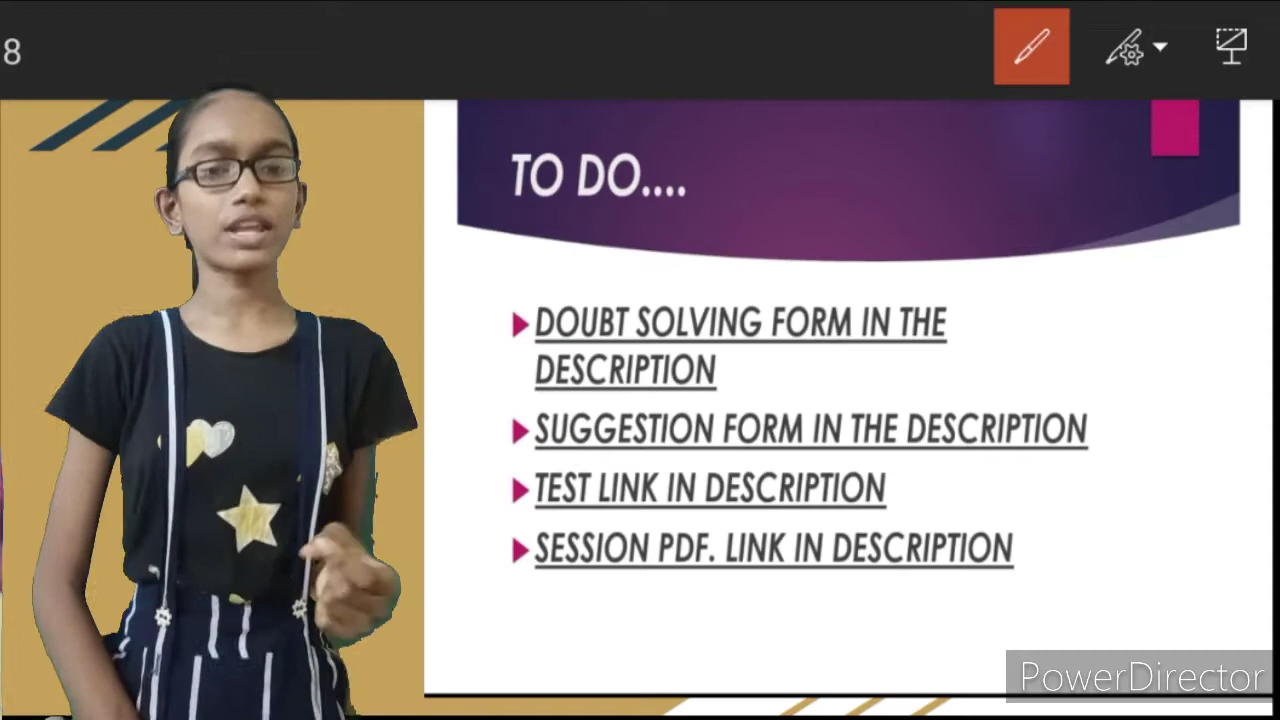 8
TO DO....
DOUBT SOLVING FORM IN THE
DESCRIPTION
SUGGESTION FORM IN THE DESCRIPTION
TEST LINK IN DESCRIPTION
SESSION PDF. LINK IN DESCRIPTION
PowerDirector